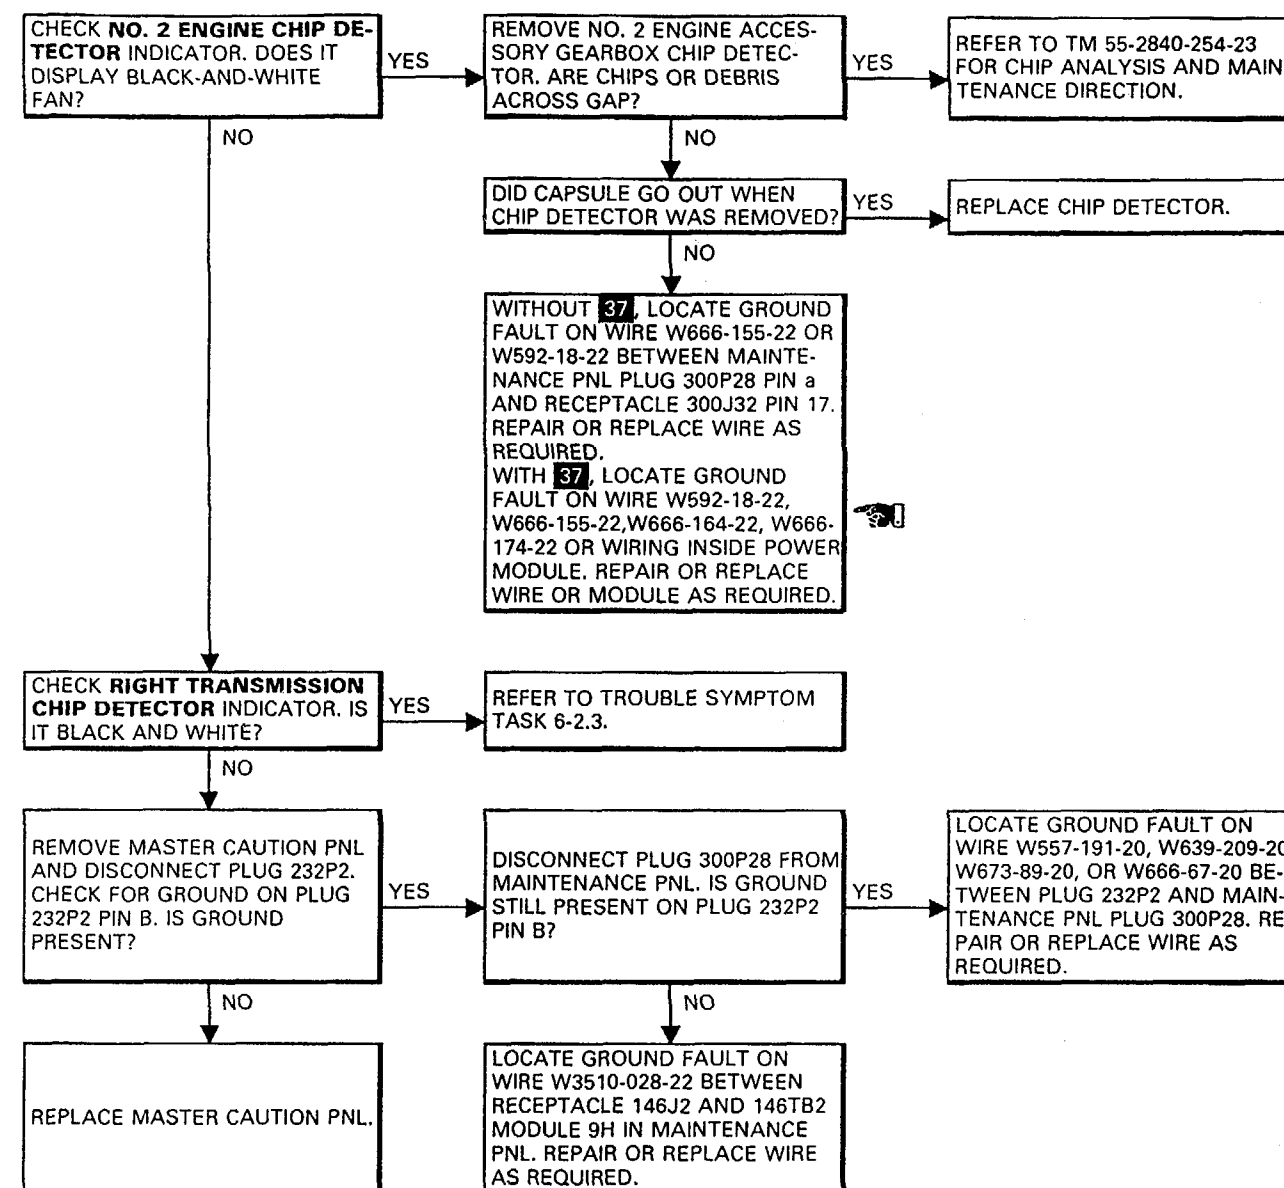 CHECK NO. 2 ENGINE CHIP DE-
TECTOR INDICATOR. DOES IT
DISPLAY BLACK-AND-WHITE
FAN?
YES
REMOVE NO. 2 ENGINE ACCES-
SORY GEARBOX CHIP DETEC-
TOR. ARE CHIPS OR DEBRIS
ACROSS GAP?
YES
REFER TO TM 55-2840-254-23
FOR CHIP ANALYSIS AND MAIN
TENANCE DIRECTION.
NO
NO
DID CAPSULE GO OUT WHEN
CHIP DETECTOR WAS REMOVED?
YES
REPLACE CHIP DETECTOR.
NO
WITHOUT 37, LOCATE GROUND
FAULT ON WIRE W666-155-22 OR
W592-18-22 BETWEEN MAINTE-
NANCE PNL PLUG 300P28 PIN a
AND RECEPTACLE 300J32 PIN 17.
REPAIR OR REPLACE WIRE AS
REQUIRED.
WITH 37, LOCATE GROUND
FAULT ON WIRE W592-18-22,
W666-155-22,W666-164-22, W666-
174-22 OR WIRING INSIDE POWER
MODULE. REPAIR OR REPLACE
WIRE OR MODULE AS REQUIRED.
CHECK RIGHT TRANSMISSION
CHIP DETECTOR INDICATOR. IS
IT BLACK AND WHITE?
YES
REFER TO TROUBLE SYMPTOM
TASK 6-2.3.
NO
REMOVE MASTER CAUTION PNL
AND DISCONNECT PLUG 232P2.
CHECK FOR GROUND ON PLUG
232P2 PIN B. IS GROUND
PRESENT?
YES
DISCONNECT PLUG 300P28 FROM
MAINTENANCE PNL. IS GROUND
STILL PRESENT ON PLUG 232P2
PIN B?
YES
LOCATE GROUND FAULT ON
WIRE W557-191-20, W639-209-20
W673-89-20, OR W666-67-20 BE-
TWEEN PLUG 232P2 AND MAIN-
TENANCE PNL PLUG 300P28. RE
PAIR OR REPLACE WIRE AS
REQUIRED.
NO
NO
REPLACE MASTER CAUTION PNL.
LOCATE GROUND FAULT ON
WIRE W3510-028-22 BETWEEN
RECEPTACLE 146J2 AND 146TB2
MODULE 9H IN MAINTENANCE
PNL. REPAIR OR REPLACE WIRE
AS REQUIRED.